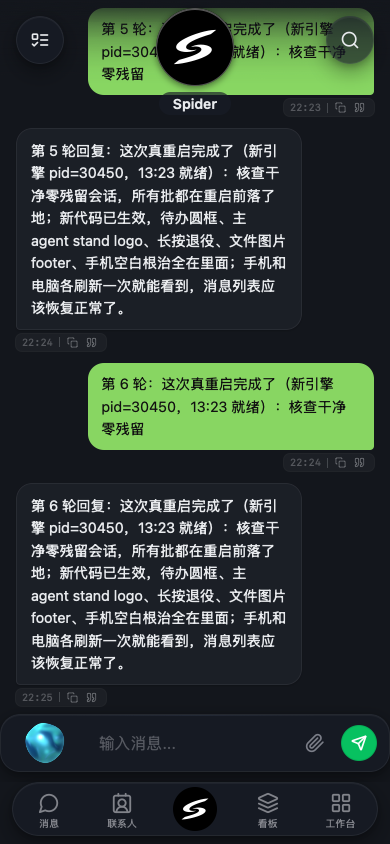 第 5 轮：这次真重启完成了（新引
pid=304 就绪）：核查干净
零残留
Spider
22:23
第 5 轮回复：这次真重启完成了（新引
擎 pid=30450，13:23 就绪）：核查干
净零残留会话，所有批都在重启前落了
地；新代码已生效，待办圆框、主
agent stand logo、长按退役、文件图片
footer、手机空白根治全在里面；手机和
电脑各刷新一次就能看到，消息列表应
该恢复正常了。
22:24
第 6 轮：这次真重启完成了（新引擎
pid=30450，13:23 就绪）：核查干净
零残留
22:24
第 6 轮回复：这次真重启完成了（新引
擎 pid=30450，13:23 就绪）：核查干
净零残留会话，所有批都在重启前落了
地；新代码已生效，待办圆框、主
agent stand logo、长按退役、文件图片
footer、手机空白根治全在里面；手机和
电脑各刷新一次就能看到，消息列表应
该恢复正常了。
22:25
输入消息...
消息
联系人
看板
工作台